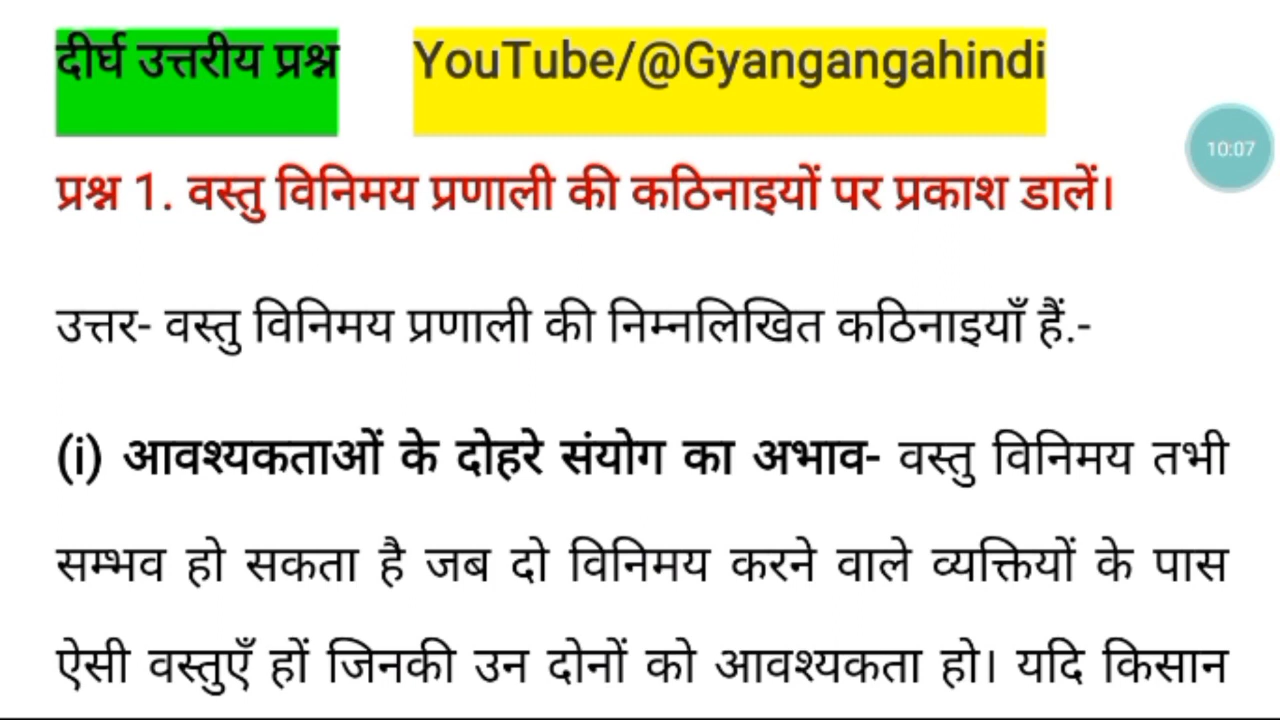 दीर्घ उत्तरीय प्रश्न YouTube/@Gyangangahindi
10:07
प्रश्न 1. वस्तु विनिमय प्रणाली की कठिनाइयों पर प्रकाश डालें।
उत्तर- वस्तु विनिमय प्रणाली की निम्नलिखित कठिनाइयाँ हैं.-
(i) आवश्यकताओं के दोहरे संयोग का अभाव- वस्तु विनिमय तभी
सम्भव हो सकता है जब दो विनिमय करने वाले व्यक्तियों के पास
ऐसी वस्तुएँ हों जिनकी उन दोनों को आवश्यकता हो। यदि किसान